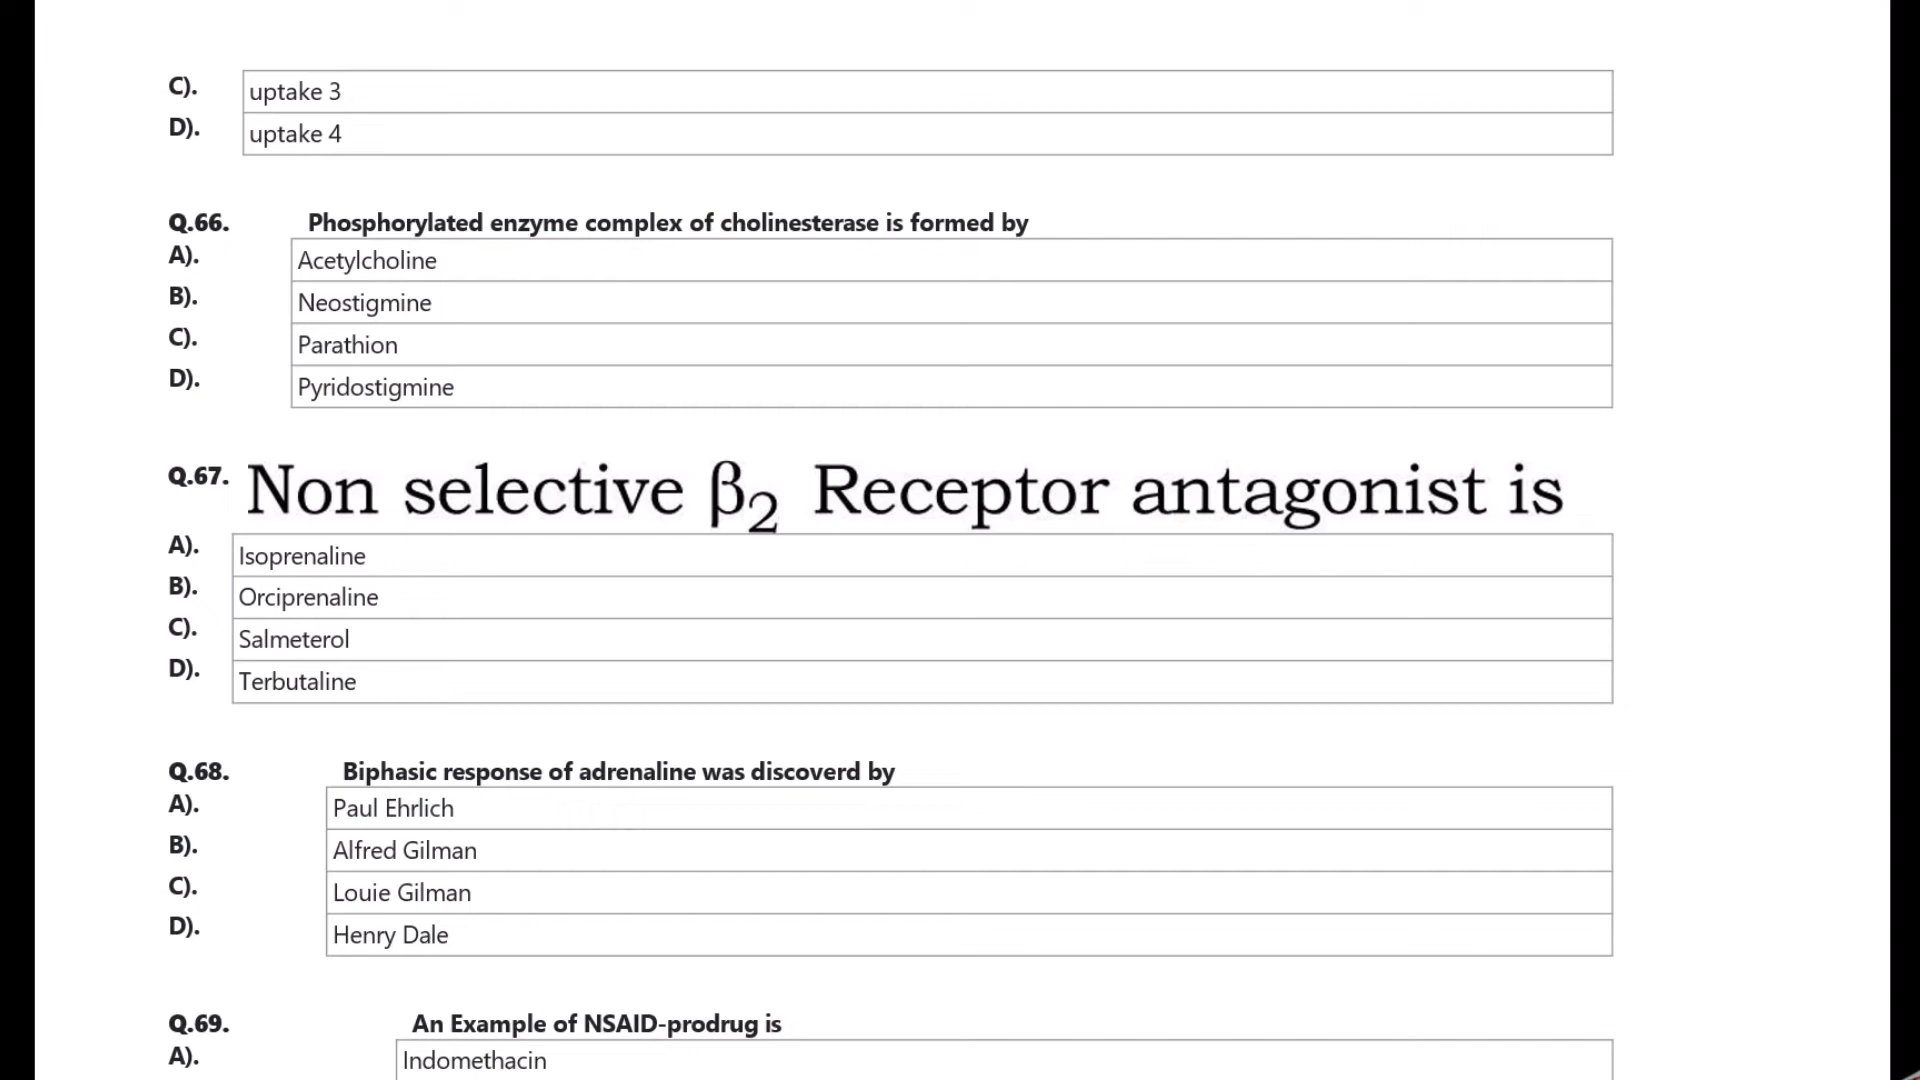 C). uptake 3
D). uptake 4
Q.66. Phosphorylated enzyme complex of cholinesterase is formed by
A). Acetylcholine
B). Neostigmine
C). Parathion
D). Pyridostigmine
Q.67. Non selective β₂ Receptor antagonist is
A). Isoprenaline
B). Orciprenaline
C). Salmeterol
D). Terbutaline
Q.68. Biphasic response of adrenaline was discoverd by
A). Paul Ehrlich
B). Alfred Gilman
C). Louie Gilman
D). Henry Dale
Q.69. An Example of NSAID-prodrug is
A). Indomethacin